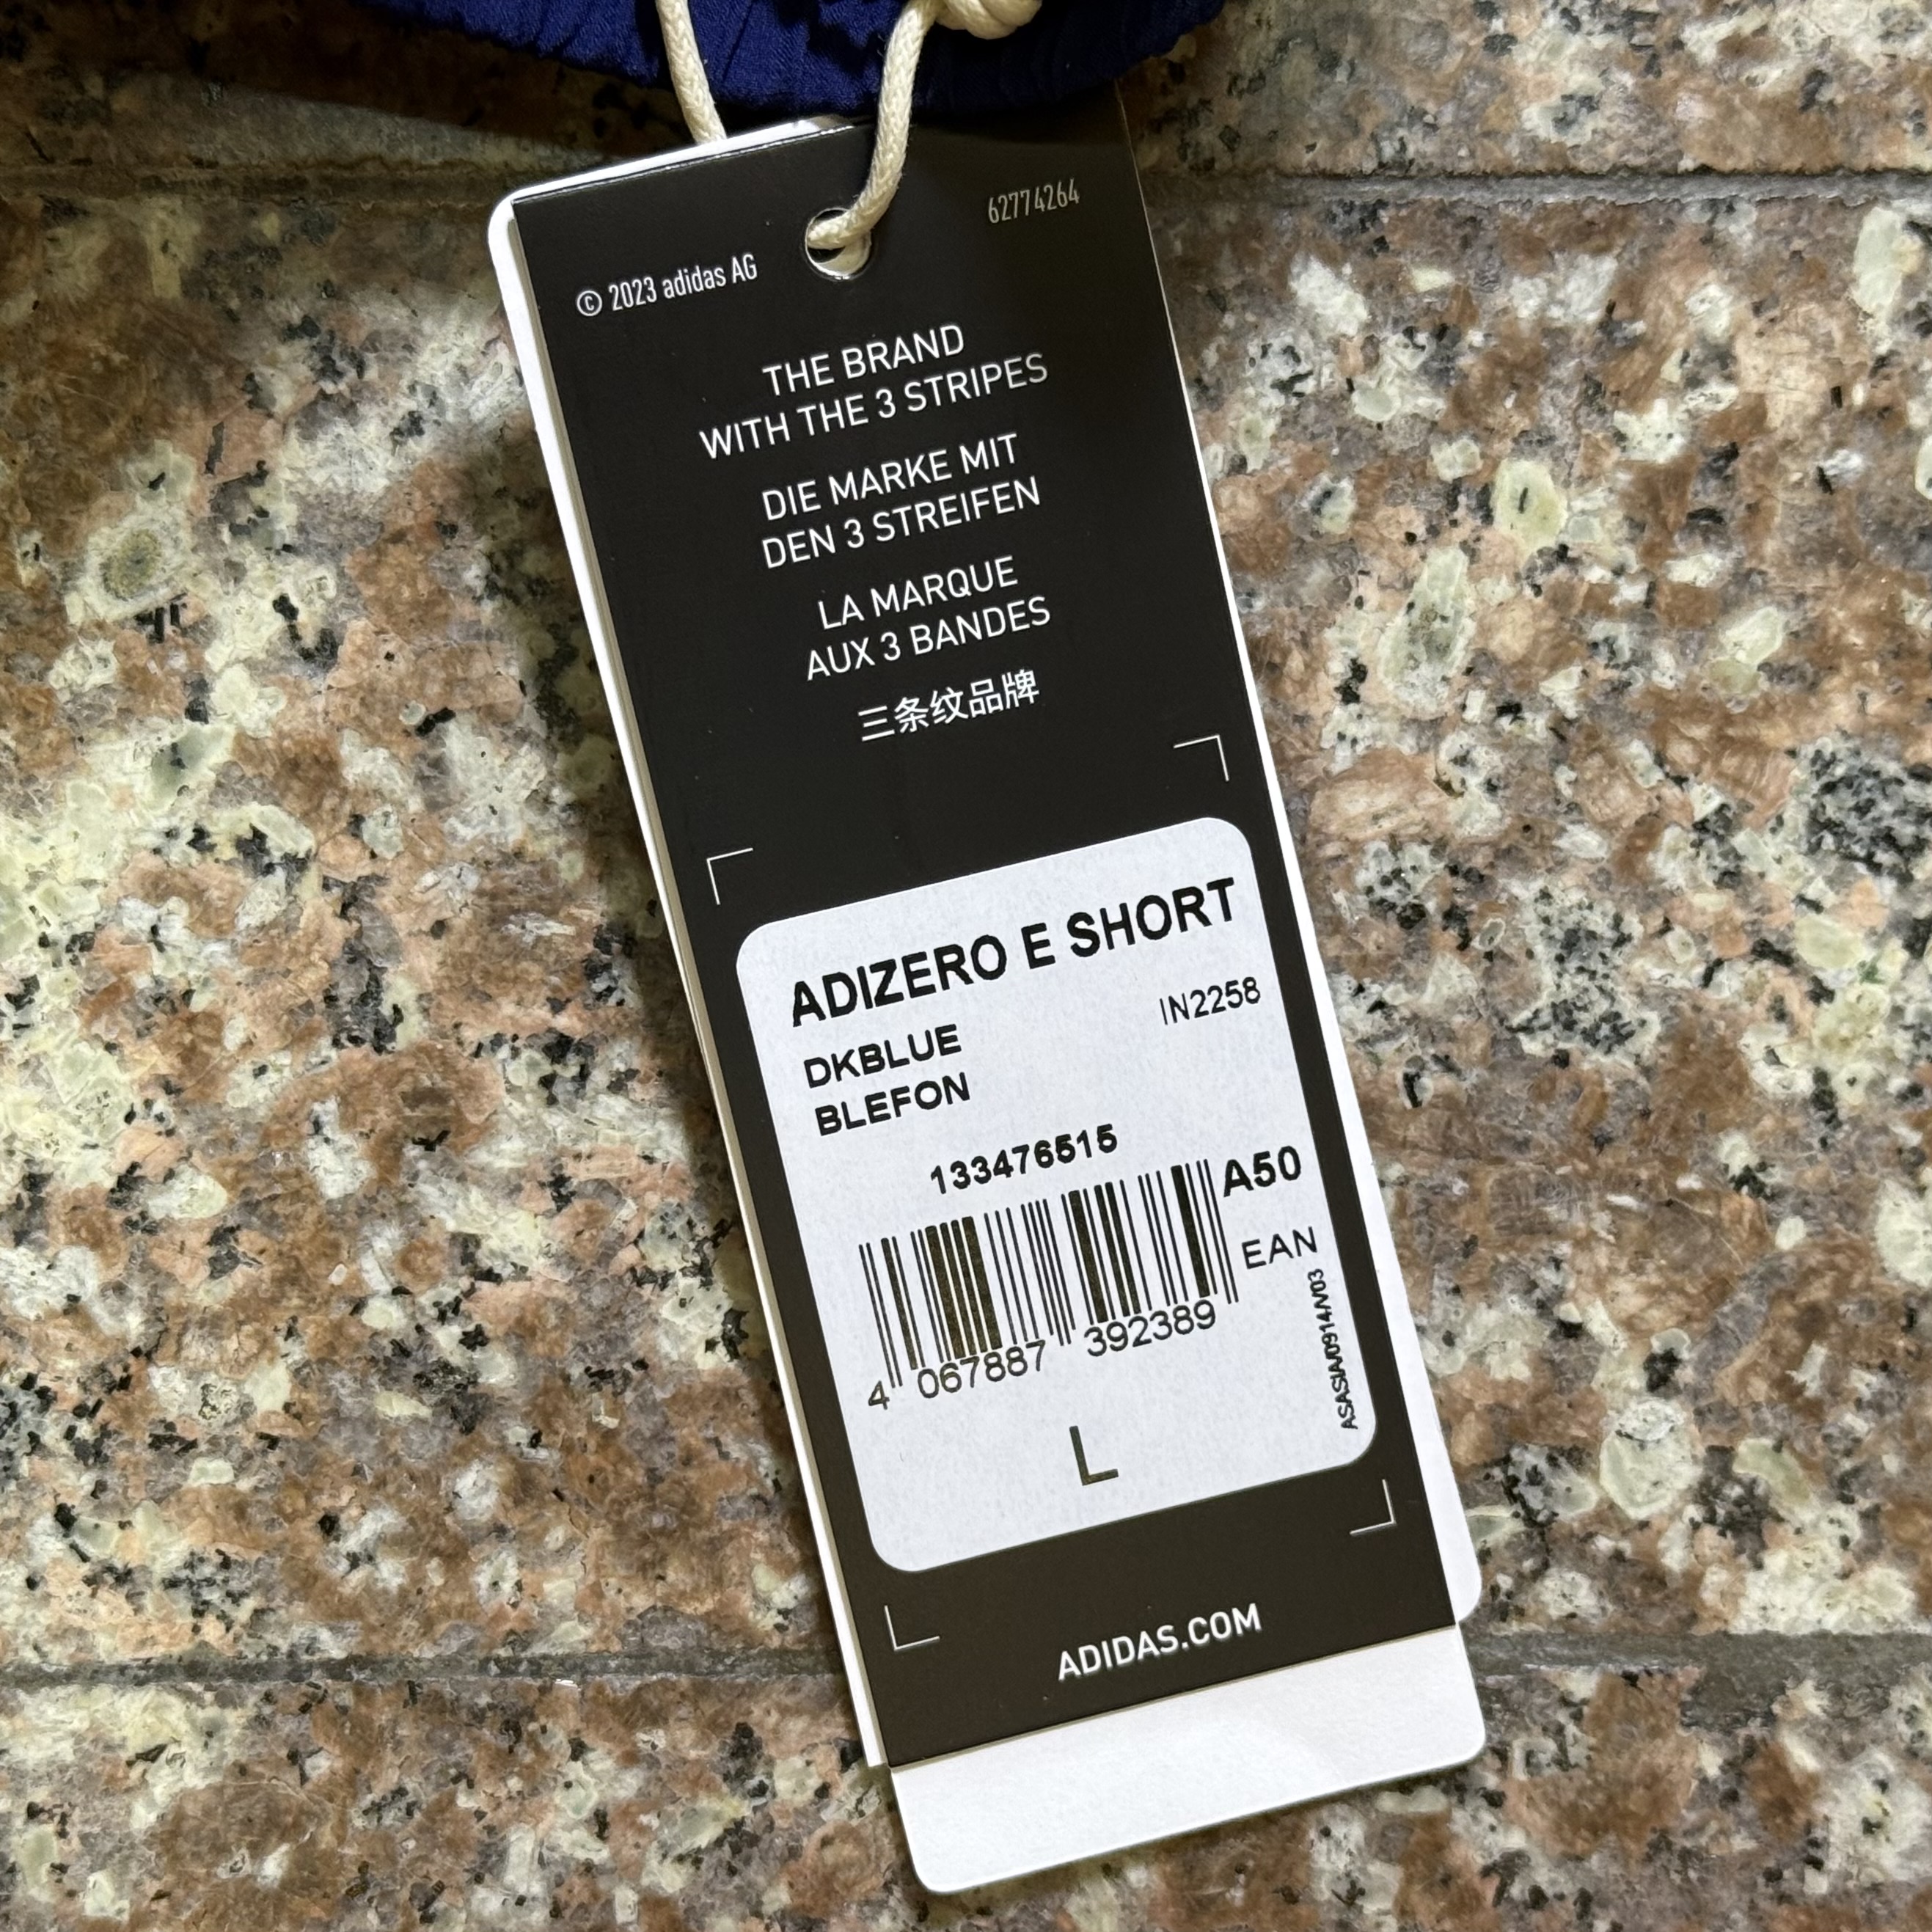 62774264
© 2023 adidas AG
THE BRAND
WITH THE 3 STRIPES
DIE MARKE MIT
DEN 3 STREIFEN
LA MARQUE
AUX 3 BANDES
三条纹品牌
ADIZERO E SHORT
IN2258
DKBLUE
BLEFON
133476515
A50
EAN
4 067887 392389
ASASIA/0914/V03
L
ADIDAS.COM